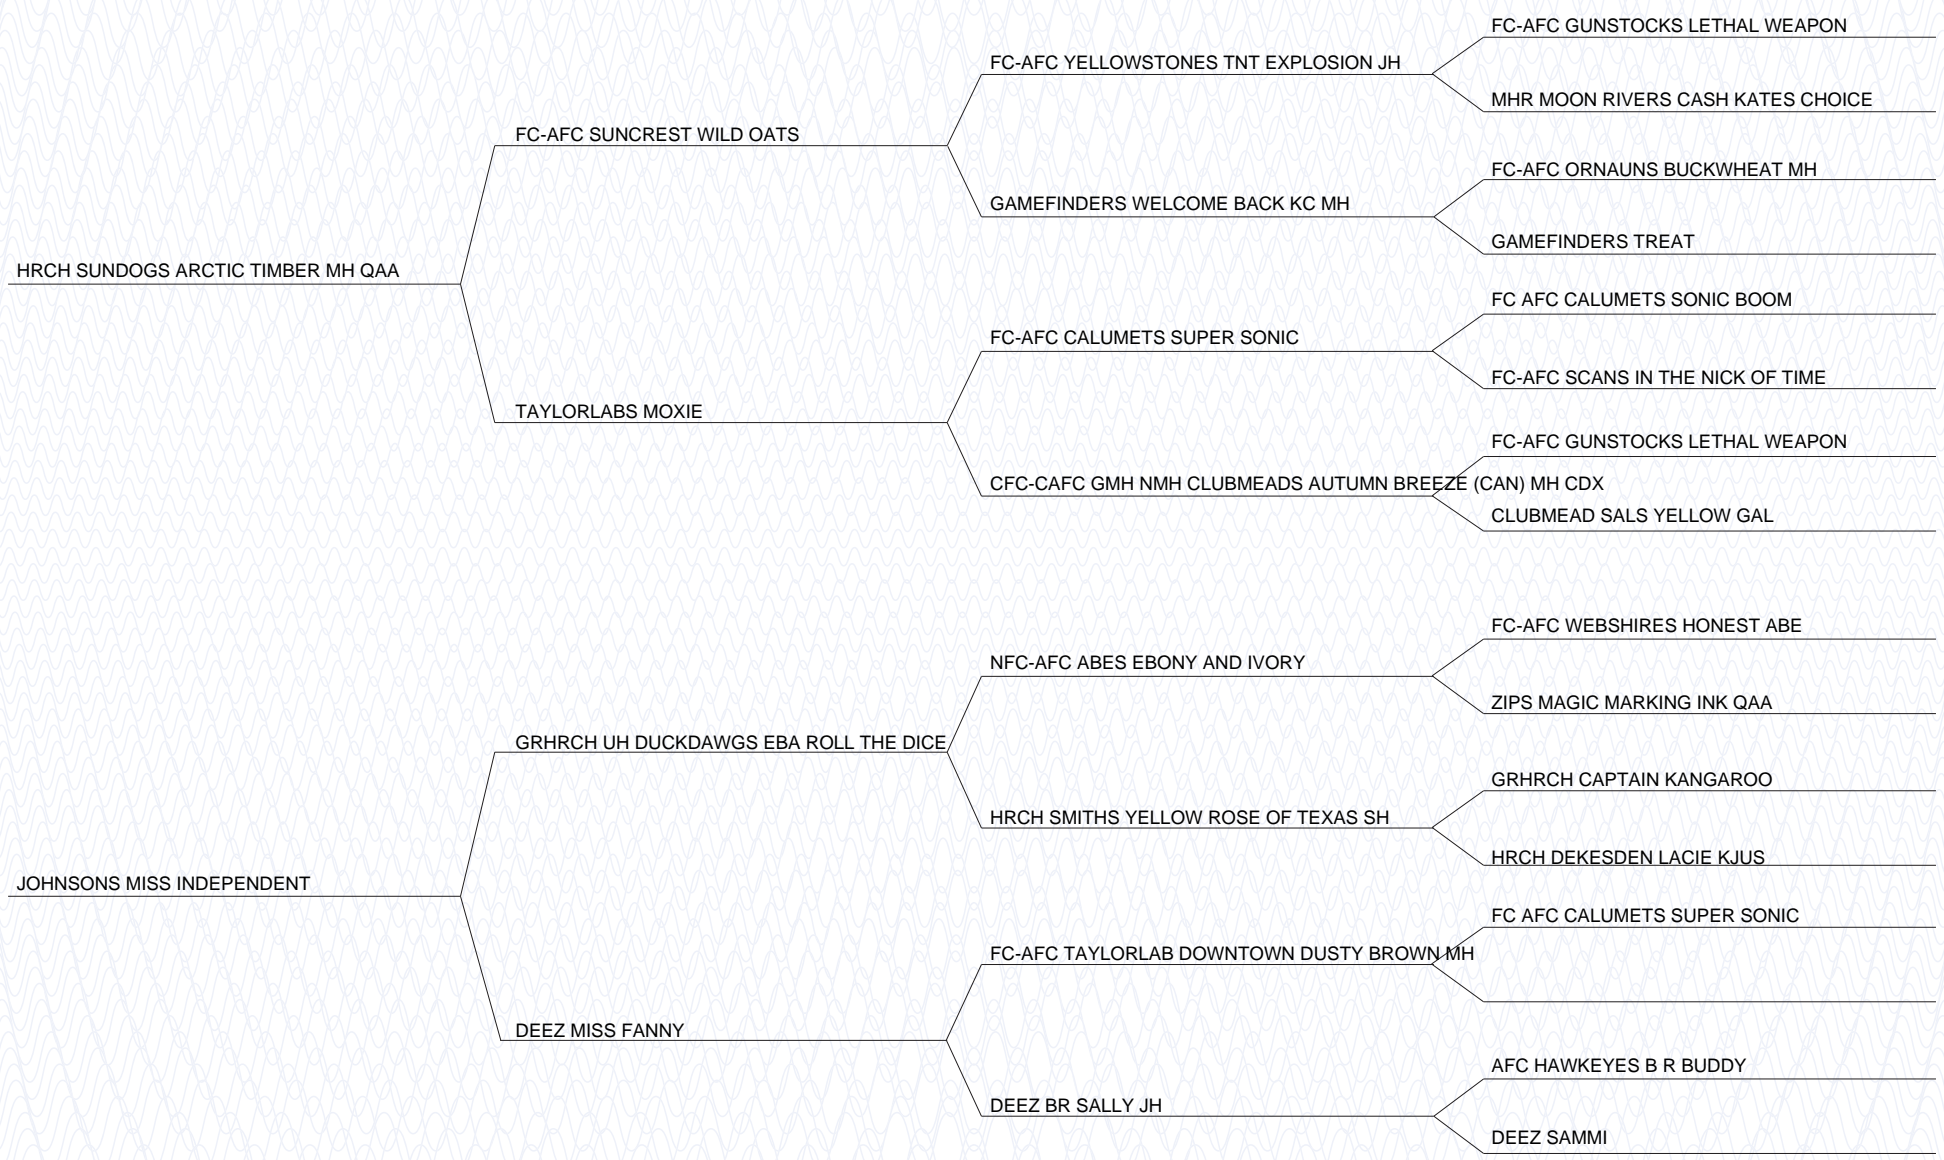 FC-AFC GUNSTOCKS LETHAL WEAPON
FC-AFC YELLOWSTONES TNT EXPLOSION JH
MHR MOON RIVERS CASH KATES CHOICE
FC-AFC SUNCREST WILD OATS
FC-AFC ORNAUNS BUCKWHEAT MH
GAMEFINDERS WELCOME BACK KC MH
GAMEFINDERS TREAT
HRCH SUNDOGS ARCTIC TIMBER MH QAA
FC AFC CALUMETS SONIC BOOM
FC-AFC CALUMETS SUPER SONIC
FC-AFC SCANS IN THE NICK OF TIME
TAYLORLABS MOXIE
FC-AFC GUNSTOCKS LETHAL WEAPON
CFC-CAFC GMH NMH CLUBMEADS AUTUMN BREEZE (CAN) MH CDX
CLUBMEAD SALS YELLOW GAL
FC-AFC WEBSHIRES HONEST ABE
NFC-AFC ABES EBONY AND IVORY
ZIPS MAGIC MARKING INK QAA
GRHRCH UH DUCKDAWGS EBA ROLL THE DICE
GRHRCH CAPTAIN KANGAROO
HRCH SMITHS YELLOW ROSE OF TEXAS SH
HRCH DEKESDEN LACIE KJUS
JOHNSONS MISS INDEPENDENT
FC AFC CALUMETS SUPER SONIC
FC-AFC TAYLORLAB DOWNTOWN DUSTY BROWN MH
DEEZ MISS FANNY
AFC HAWKEYES B R BUDDY
DEEZ BR SALLY JH
DEEZ SAMMI